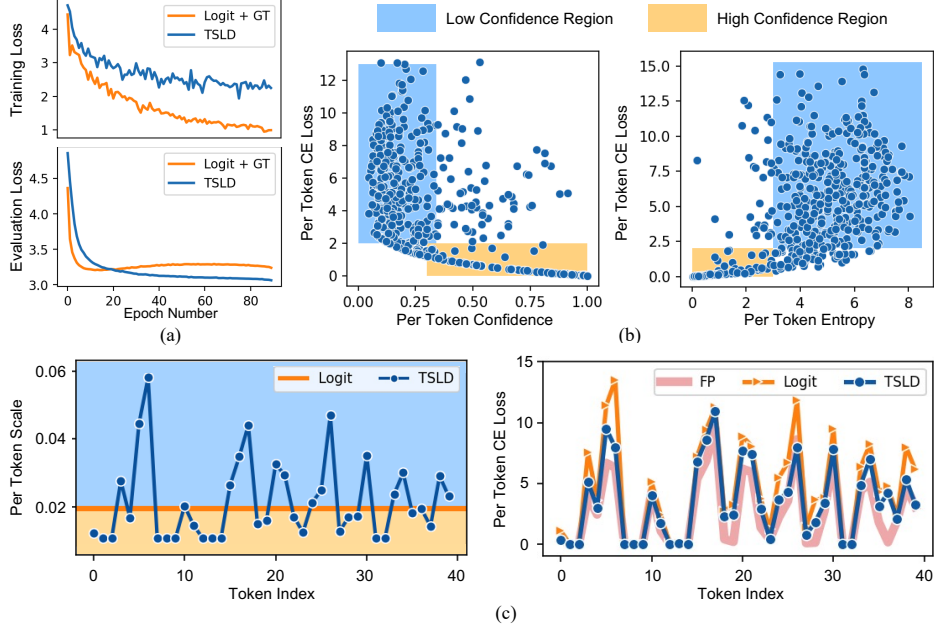 Training Loss
4
3
2
1
Logit + GT
TSLD
Evaluation Loss
4.5
4.0
3.5
3.0
Logit + GT
TSLD
0 20 40 60 80
Epoch Number
(a)
Low Confidence Region High Confidence Region
Per Token CE Loss
12
10
8
6
4
2
0
0.00 0.25 0.50 0.75 1.00
Per Token Confidence
Per Token CE Loss
15.0
12.5
10.0
7.5
5.0
2.5
0.0
0 2 4 6 8
Per Token Entropy
(b)
Per Token Scale
0.06
0.04
0.02
Logit TSLD
0 10 20 30 40
Token Index
Per Token CE Loss
15
10
5
0
FP Logit TSLD
0 10 20 30 40
Token Index
(c)